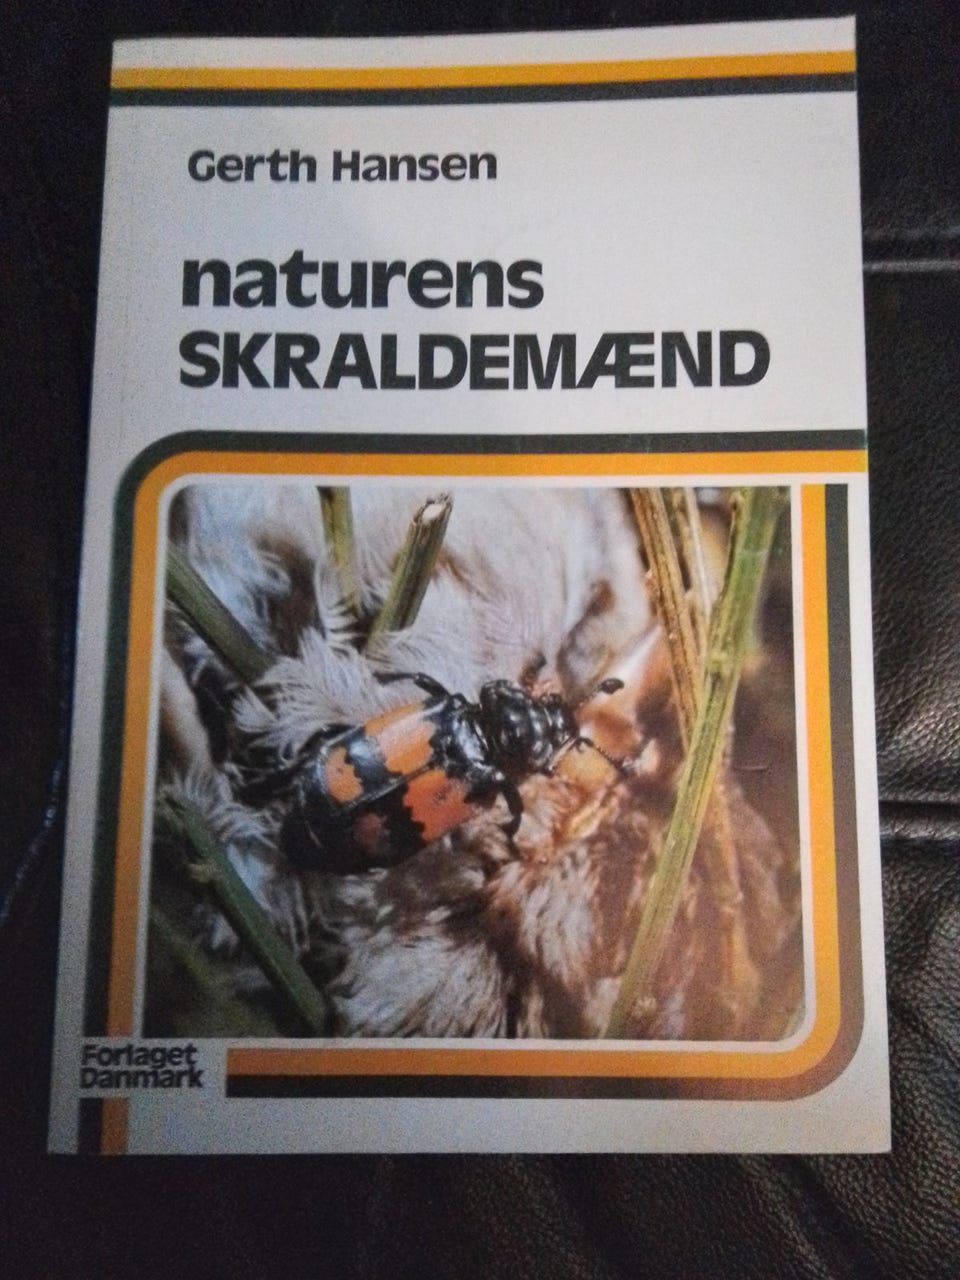 Gerth Hansen
naturens
SKRALDEMÆND
Forlaget
Danmark